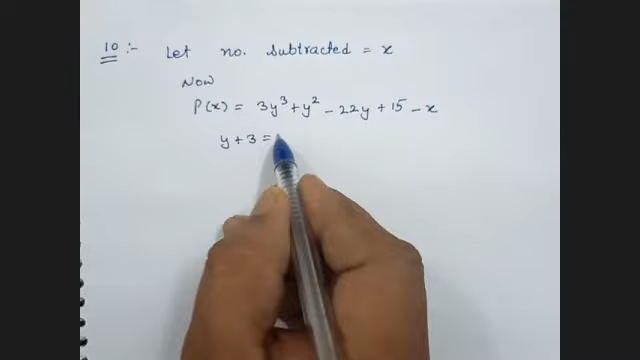 10 :- Let no. subtracted = x
Now
P(x) = 3y³ + y² - 22y + 15 - x
y + 3 =